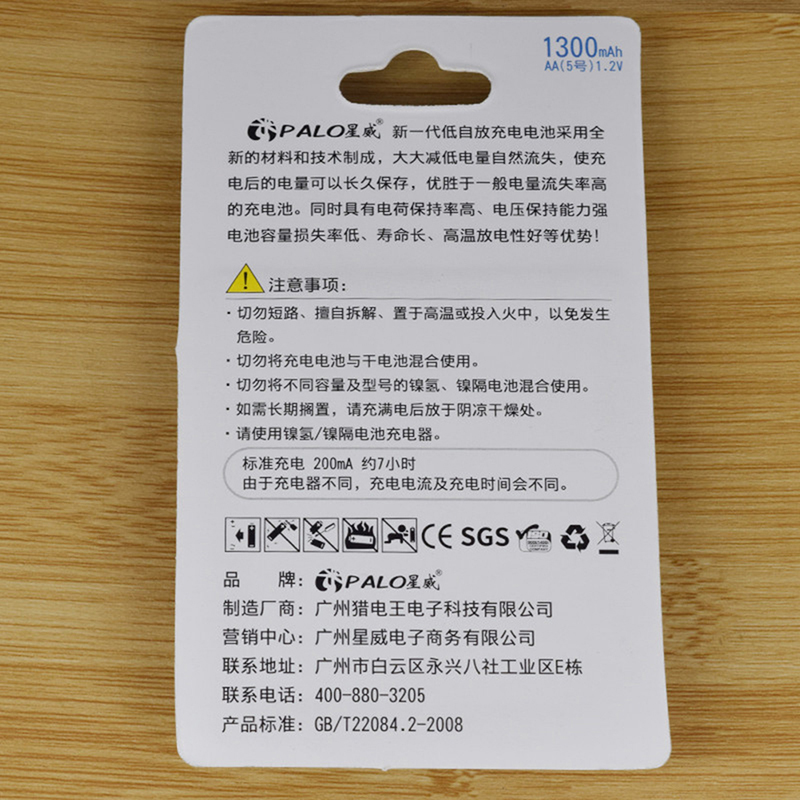 1300mAh
AA(5号)1.2V
PALO星威® 新一代低自放充电电池采用全
新的材料和技术制成，大大减低电量自然流失，使充
电后的电量可以长久保存，优胜于一般电量流失率高
的充电池。同时具有电荷保持率高、电压保持能力强
电池容量损失率低、寿命长、高温放电性好等优势！
注意事项：
·切勿短路、擅自拆解、置于高温或投入火中，以免发生
危险。
·切勿将充电电池与干电池混合使用。
·切勿将不同容量及型号的镍氢、镍隔电池混合使用。
·如需长期搁置，请充满电后放于阴凉干燥处。
·请使用镍氢/镍隔电池充电器。
标准充电 200mA 约7小时
由于充电器不同，充电电流及充电时间会不同。
CE SGS
品 牌：PALO星威®
制造厂商：广州猎电王电子科技有限公司
营销中心：广州星威电子商务有限公司
联系地址：广州市白云区永兴八社工业区E栋
联系电话：400-880-3205
产品标准：GB/T22084.2-2008